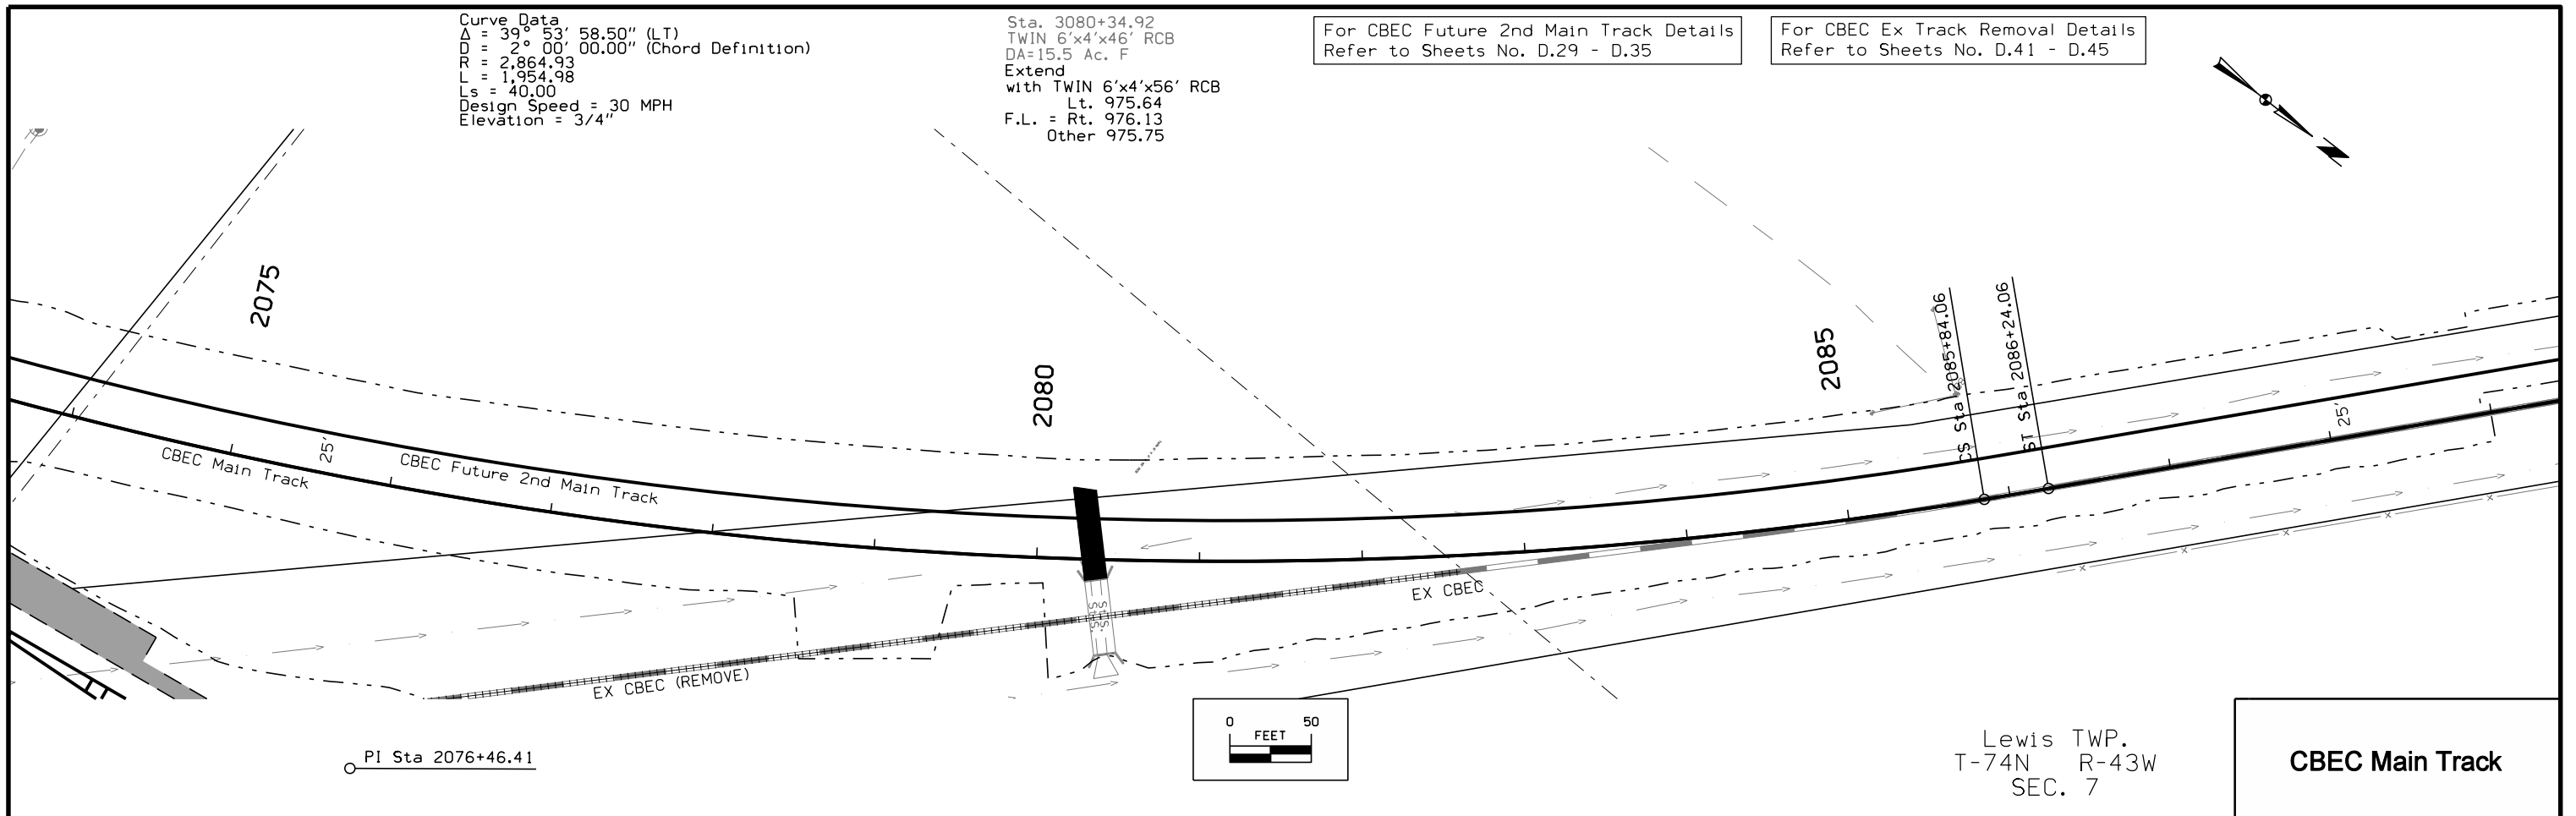 Curve Data
Δ = 39° 53' 58.50" (LT)
D = 2° 00' 00.00" (Chord Definition)
R = 2,864.93
L = 1,954.98
Ls = 40.00
Design Speed = 30 MPH
Elevation = 3/4"
Sta. 3080+34.92
TWIN 6'x4'x46' RCB
DA=15.5 Ac. F
Extend
with TWIN 6'x4'x56' RCB
Lt. 975.64
F.L. = Rt. 976.13
Other 975.75
For CBEC Future 2nd Main Track Details
Refer to Sheets No. D.29 - D.35
For CBEC Ex Track Removal Details
Refer to Sheets No. D.41 - D.45
2075
2080
2085
CS Sta 2085+84.06
ST Sta 2086+24.06
25'
25'
CBEC Main Track
CBEC Future 2nd Main Track
STS.
STS.
EX CBEC
EX CBEC (REMOVE)
PI Sta 2076+46.41
0 50
FEET
Lewis TWP.
T-74N R-43W
SEC. 7
CBEC Main Track